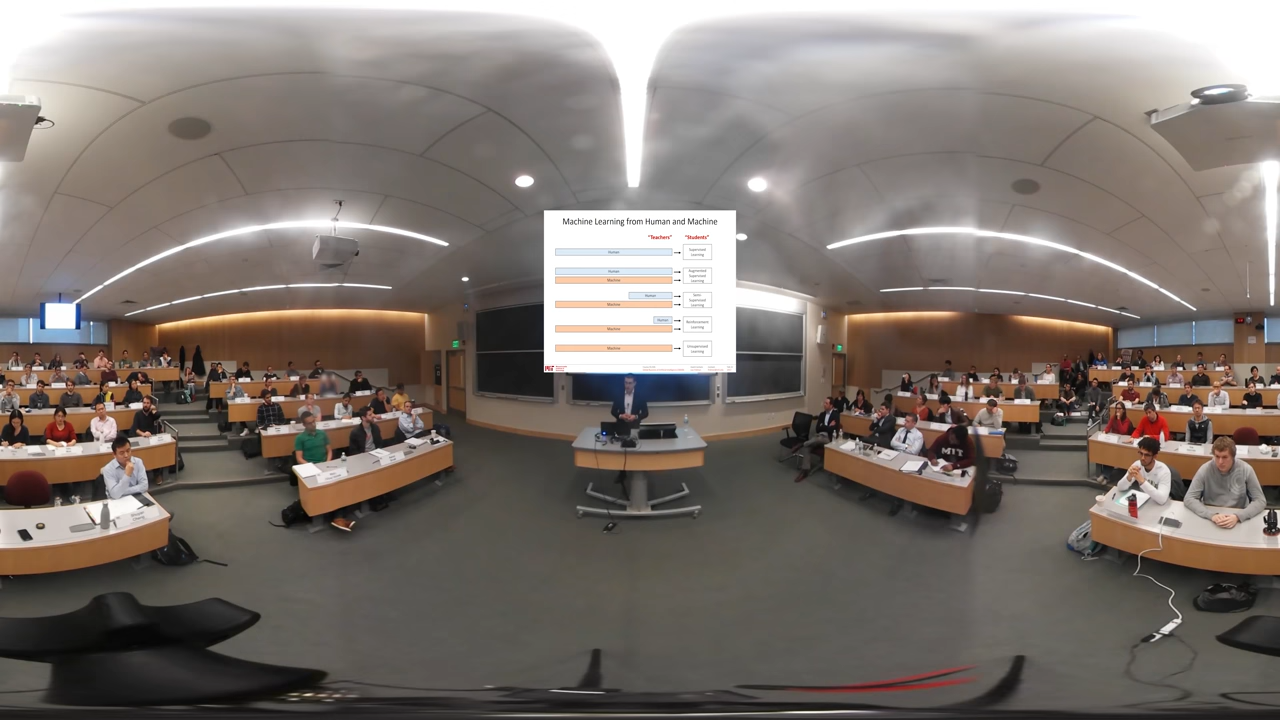 Machine Learning from Human and Machine
"Teachers" "Students"
Human
Supervised
Learning
Human
Machine
Augmented
Supervised
Learning
Human
Machine
Semi
Supervised
Learning
Human
Machine
Reinforcement
Learning
Machine
Unsupervised
Learning
MIT